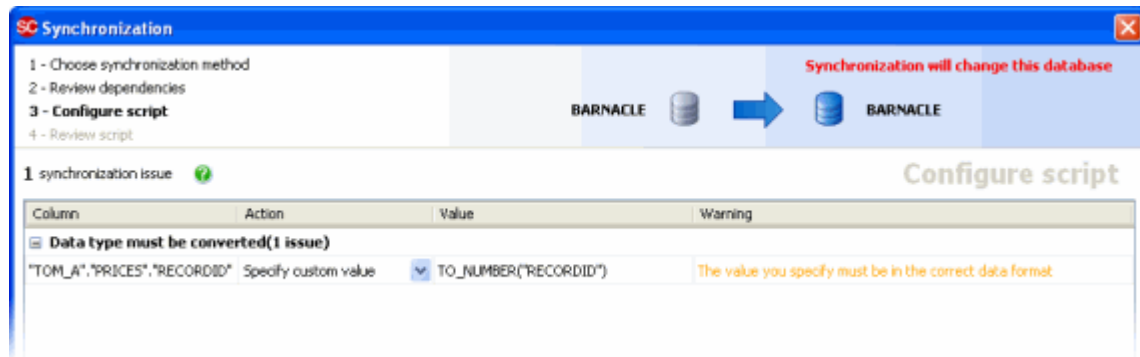 SC Synchronization
1 - Choose synchronization method
2 - Review dependencies
3 - Configure script
4 - Review script
Synchronization will change this database
BARNACLE
BARNACLE
1 synchronization issue
Configure script
Column Action Value Warning
Data type must be converted(1 issue)
"TOM_A"."PRICES"."RECORDID" Specify custom value TO_NUMBER("RECORDID") The value you specify must be in the correct data format